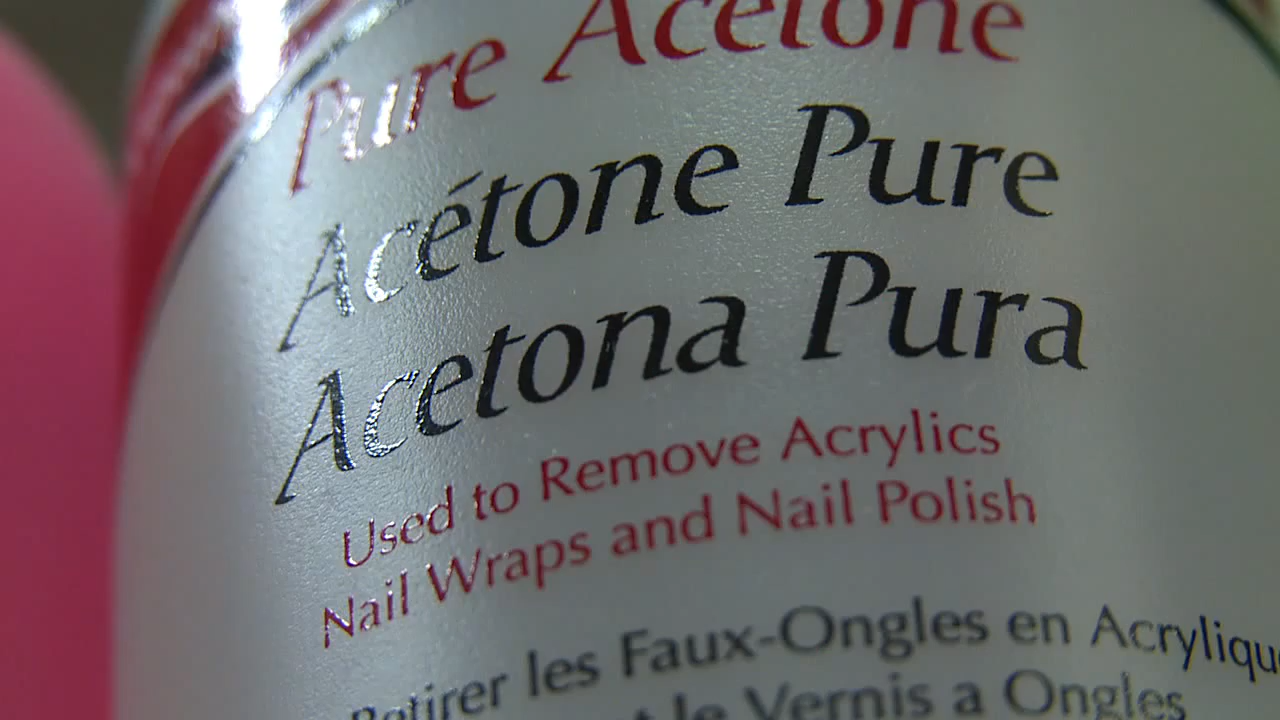 Pure Acetone
Acétone Pure
Acetona Pura
Used to Remove Acrylics
Nail Wraps and Nail Polish
Retirer les Faux-Ongles en
le Vernis a Ongles